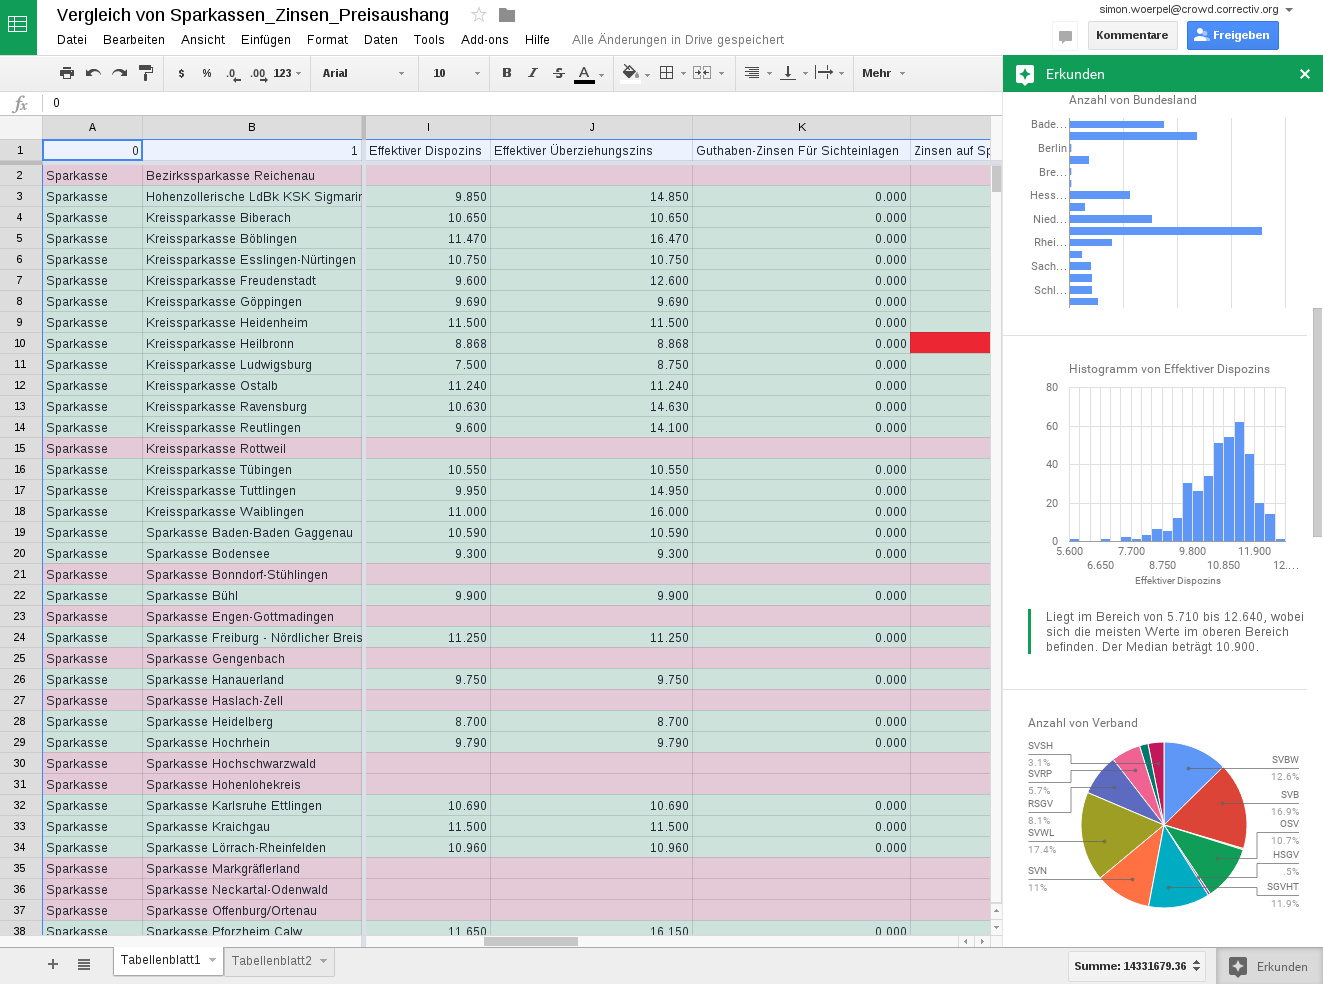 Vergleich von Sparkassen_Zinsen_Preisaushang
simon.woerpel@crowd.correctiv.org
Datei Bearbeiten Ansicht Einfügen Format Daten Tools Add-ons Hilfe Alle Änderungen in Drive gespeichert
Kommentare Freigeben
$ % .0 .00 123 Arial 10 B I S A Mehr
Erkunden
fx 0
A B I J K
1 0 1 Effektiver Dispozins Effektiver Überziehungszins Guthaben-Zinsen Für Sichteinlagen Zinsen auf Sp
2 Sparkasse Bezirkssparkasse Reichenau
3 Sparkasse Hohenzollerische LdBk KSK Sigmarin 9.850 14.850 0.000
4 Sparkasse Kreissparkasse Biberach 10.650 10.650 0.000
5 Sparkasse Kreissparkasse Böblingen 11.470 16.470 0.000
6 Sparkasse Kreissparkasse Esslingen-Nürtingen 10.750 10.750 0.000
7 Sparkasse Kreissparkasse Freudenstadt 9.600 12.600 0.000
8 Sparkasse Kreissparkasse Göppingen 9.690 9.690 0.000
9 Sparkasse Kreissparkasse Heidenheim 11.500 11.500 0.000
10 Sparkasse Kreissparkasse Heilbronn 8.868 8.868 0.000
11 Sparkasse Kreissparkasse Ludwigsburg 7.500 8.750 0.000
12 Sparkasse Kreissparkasse Ostalb 11.240 11.240 0.000
13 Sparkasse Kreissparkasse Ravensburg 10.630 14.630 0.000
14 Sparkasse Kreissparkasse Reutlingen 9.600 14.100 0.000
15 Sparkasse Kreissparkasse Rottweil
16 Sparkasse Kreissparkasse Tübingen 10.550 10.550 0.000
17 Sparkasse Kreissparkasse Tuttlingen 9.950 14.950 0.000
18 Sparkasse Kreissparkasse Waiblingen 11.000 16.000 0.000
19 Sparkasse Sparkasse Baden-Baden Gaggenau 10.590 10.590 0.000
20 Sparkasse Sparkasse Bodensee 9.300 9.300 0.000
21 Sparkasse Sparkasse Bonndorf-Stühlingen
22 Sparkasse Sparkasse Bühl 9.900 9.900 0.000
23 Sparkasse Sparkasse Engen-Gottmadingen
24 Sparkasse Sparkasse Freiburg - Nördlicher Breis 11.250 11.250 0.000
25 Sparkasse Sparkasse Gengenbach
26 Sparkasse Sparkasse Hanauerland 9.750 9.750 0.000
27 Sparkasse Sparkasse Haslach-Zell
28 Sparkasse Sparkasse Heidelberg 8.700 8.700 0.000
29 Sparkasse Sparkasse Hochrhein 9.790 9.790 0.000
30 Sparkasse Sparkasse Hochschwarzwald
31 Sparkasse Sparkasse Hohenlohekreis
32 Sparkasse Sparkasse Karlsruhe Ettlingen 10.690 10.690 0.000
33 Sparkasse Sparkasse Kraichgau 11.500 11.500 0.000
34 Sparkasse Sparkasse Lörrach-Rheinfelden 10.960 10.960 0.000
35 Sparkasse Sparkasse Markgräflerland
36 Sparkasse Sparkasse Neckartal-Odenwald
37 Sparkasse Sparkasse Offenburg/Ortenau
38 Sparkasse Sparkasse Pforzheim Calw 11.650 16.150 0.000
Anzahl von Bundesland
Bade...
Berlin
Bre...
Hess...
Nied...
Rhei...
Sach...
Schl...
Histogramm von Effektiver Dispozins
80
60
40
20
0
5.600 7.700 9.800 11.900
6.650 8.750 10.850 12....
Effektiver Dispozins
Liegt im Bereich von 5.710 bis 12.640, wobei
sich die meisten Werte im oberen Bereich
befinden. Der Median beträgt 10.900.
Anzahl von Verband
SVSH
3.1%
SVRP
5.7%
RSGV
8.1%
SVWL
17.4%
SVN
11%
SVBW
12.6%
SVB
16.9%
OSV
10.7%
HSGV
.5%
SGVHT
11.9%
+ Tabellenblatt1 Tabellenblatt2 Summe: 14331679.36 Erkunden